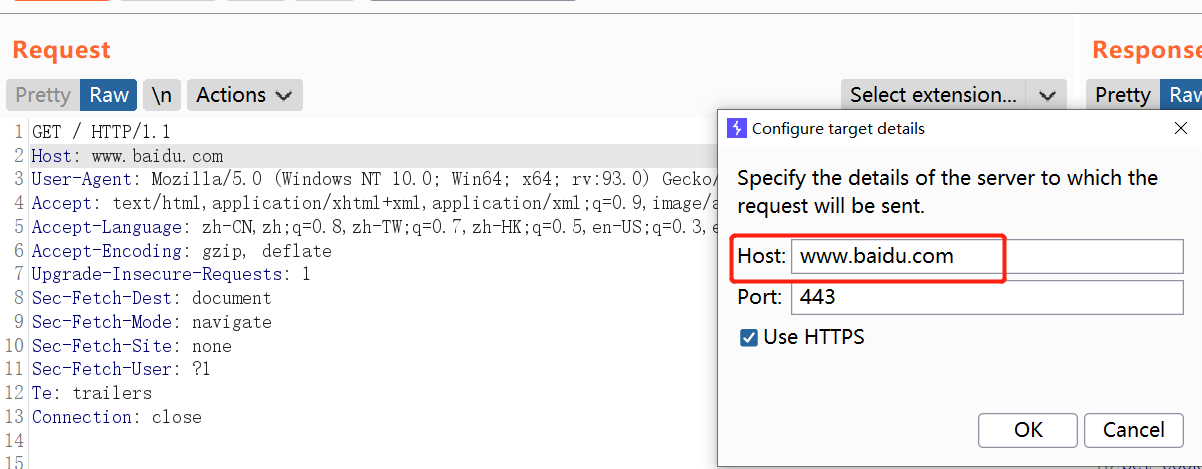 Request
Response
Pretty Raw \n Actions
Select extension...
Pretty Raw
1 GET / HTTP/1.1
2 Host: www.baidu.com
3 User-Agent: Mozilla/5.0 (Windows NT 10.0; Win64; x64; rv:93.0) Gecko/
4 Accept: text/html,application/xhtml+xml,application/xml;q=0.9,image/a
5 Accept-Language: zh-CN,zh;q=0.8,zh-TW;q=0.7,zh-HK;q=0.5,en-US;q=0.3,e
6 Accept-Encoding: gzip, deflate
7 Upgrade-Insecure-Requests: 1
8 Sec-Fetch-Dest: document
9 Sec-Fetch-Mode: navigate
10 Sec-Fetch-Site: none
11 Sec-Fetch-User: ?1
12 Te: trailers
13 Connection: close
14
15
Configure target details
Specify the details of the server to which the
request will be sent.
Host: www.baidu.com
Port: 443
Use HTTPS
OK Cancel